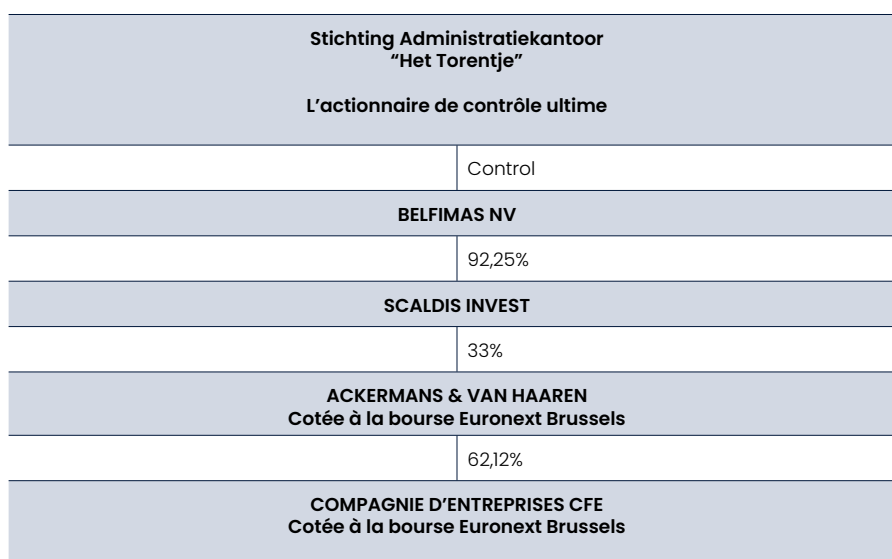 Stichting Administratiekantoor
“Het Torentje”
L’actionnaire de contrôle ultime
Control
BELFIMAS NV
92,25%
SCALDIS INVEST
33%
ACKERMANS & VAN HAAREN
Cotée à la bourse Euronext Brussels
62,12%
COMPAGNIE D’ENTREPRISES CFE
Cotée à la bourse Euronext Brussels